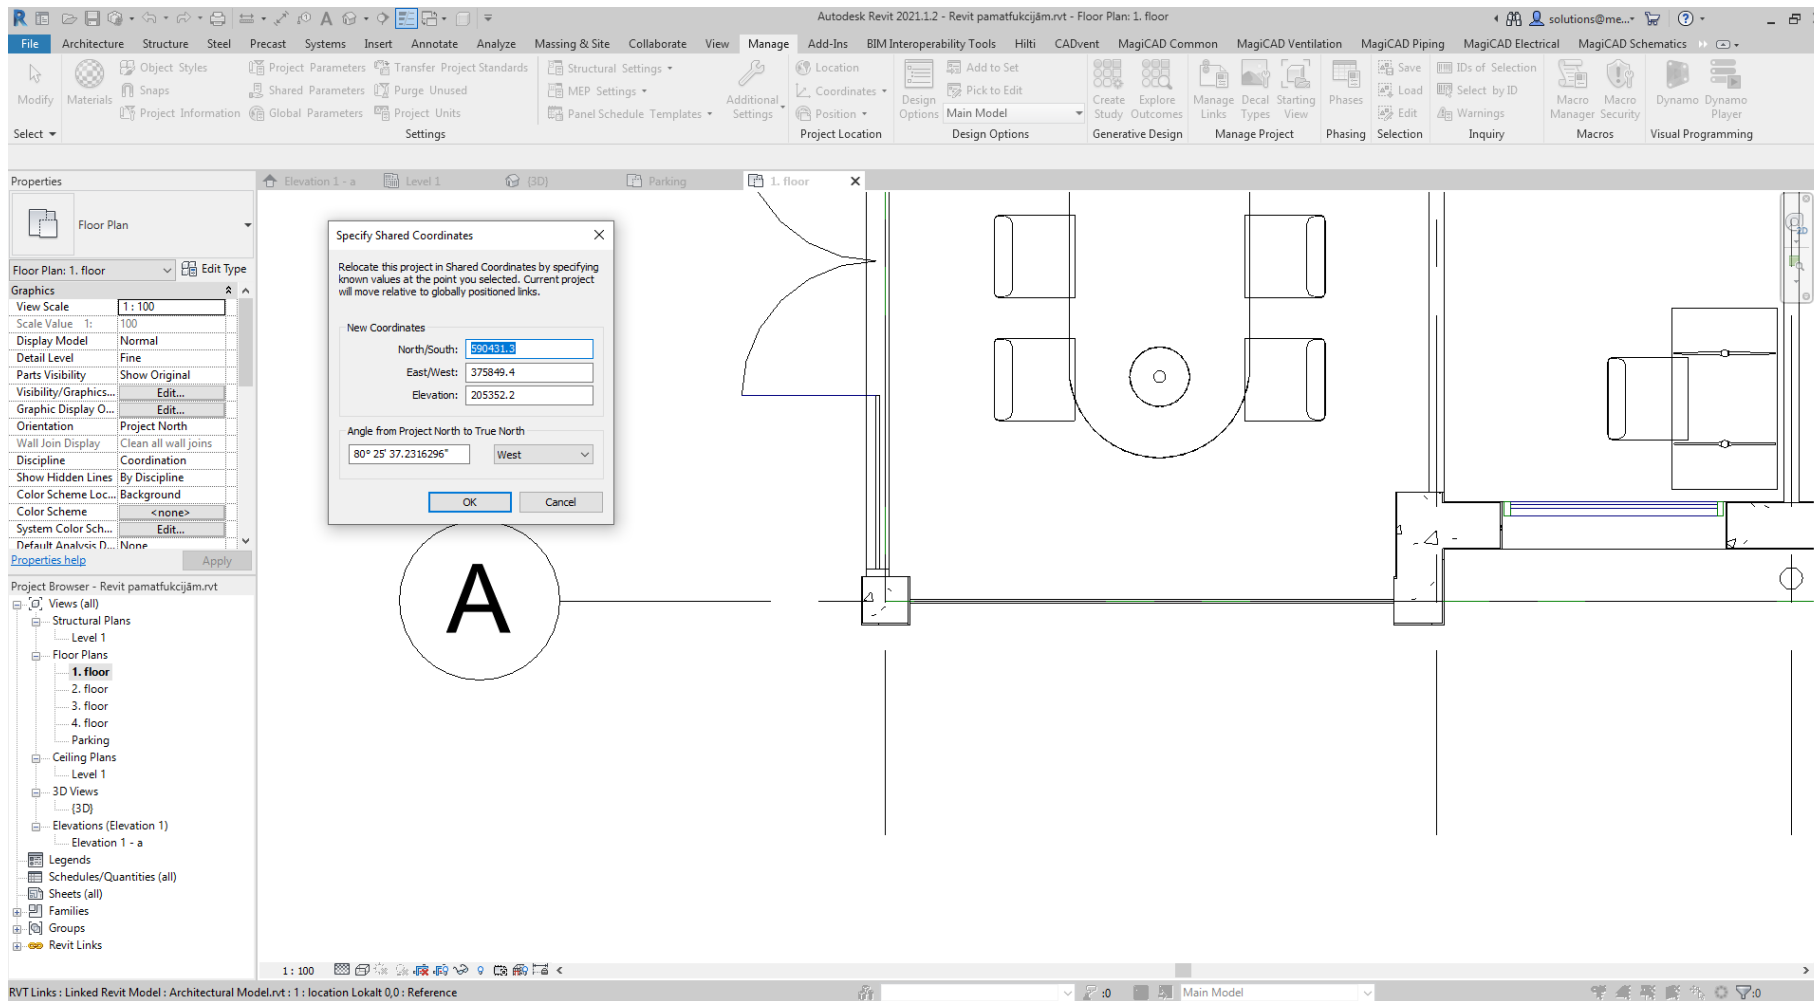 Autodesk Revit 2021.1.2 - Revit pamatfukcijām.rvt - Floor Plan: 1. floor
solutions@me...
File Architecture Structure Steel Precast Systems Insert Annotate Analyze Massing & Site Collaborate View Manage Add-Ins BIM Interoperability Tools Hilti CADvent MagiCAD Common MagiCAD Ventilation MagiCAD Piping MagiCAD Electrical MagiCAD Schematics
Modify
Materials
Object Styles
Snaps
Project Information
Project Parameters
Shared Parameters
Global Parameters
Transfer Project Standards
Purge Unused
Project Units
Structural Settings
MEP Settings
Panel Schedule Templates
Additional Settings
Location
Coordinates
Position
Design Options
Add to Set
Pick to Edit
Main Model
Create Study
Explore Outcomes
Manage Links
Decal Types
Starting View
Phases
Save
Load
Edit
IDs of Selection
Select by ID
Warnings
Macro Manager
Macro Security
Dynamo
Dynamo Player
Select Settings Project Location Design Options Generative Design Manage Project Phasing Selection Inquiry Macros Visual Programming
Properties
Elevation 1 - a Level 1 {3D} Parking 1. floor
Floor Plan
Floor Plan: 1. floor Edit Type
Graphics
View Scale 1 : 100
Scale Value 1: 100
Display Model Normal
Detail Level Fine
Parts Visibility Show Original
Visibility/Graphics... Edit...
Graphic Display O... Edit...
Orientation Project North
Wall Join Display Clean all wall joins
Discipline Coordination
Show Hidden Lines By Discipline
Color Scheme Loc... Background
Color Scheme <none>
System Color Sch... Edit...
Default Analysis D... None
Properties help Apply
Project Browser - Revit pamatfukcijām.rvt
Views (all)
Structural Plans
Level 1
Floor Plans
1. floor
2. floor
3. floor
4. floor
Parking
Ceiling Plans
Level 1
3D Views
{3D}
Elevations (Elevation 1)
Elevation 1 - a
Legends
Schedules/Quantities (all)
Sheets (all)
Families
Groups
Revit Links
Specify Shared Coordinates
Relocate this project in Shared Coordinates by specifying
known values at the point you selected. Current project
will move relative to globally positioned links.
New Coordinates
North/South: 590431.3
East/West: 375849.4
Elevation: 205352.2
Angle from Project North to True North
80° 25' 37.2316296" West
OK Cancel
A
2D
1 : 100
RVT Links : Linked Revit Model : Architectural Model.rvt : 1 : location Lokalt 0,0 : Reference
:0
Main Model
:0